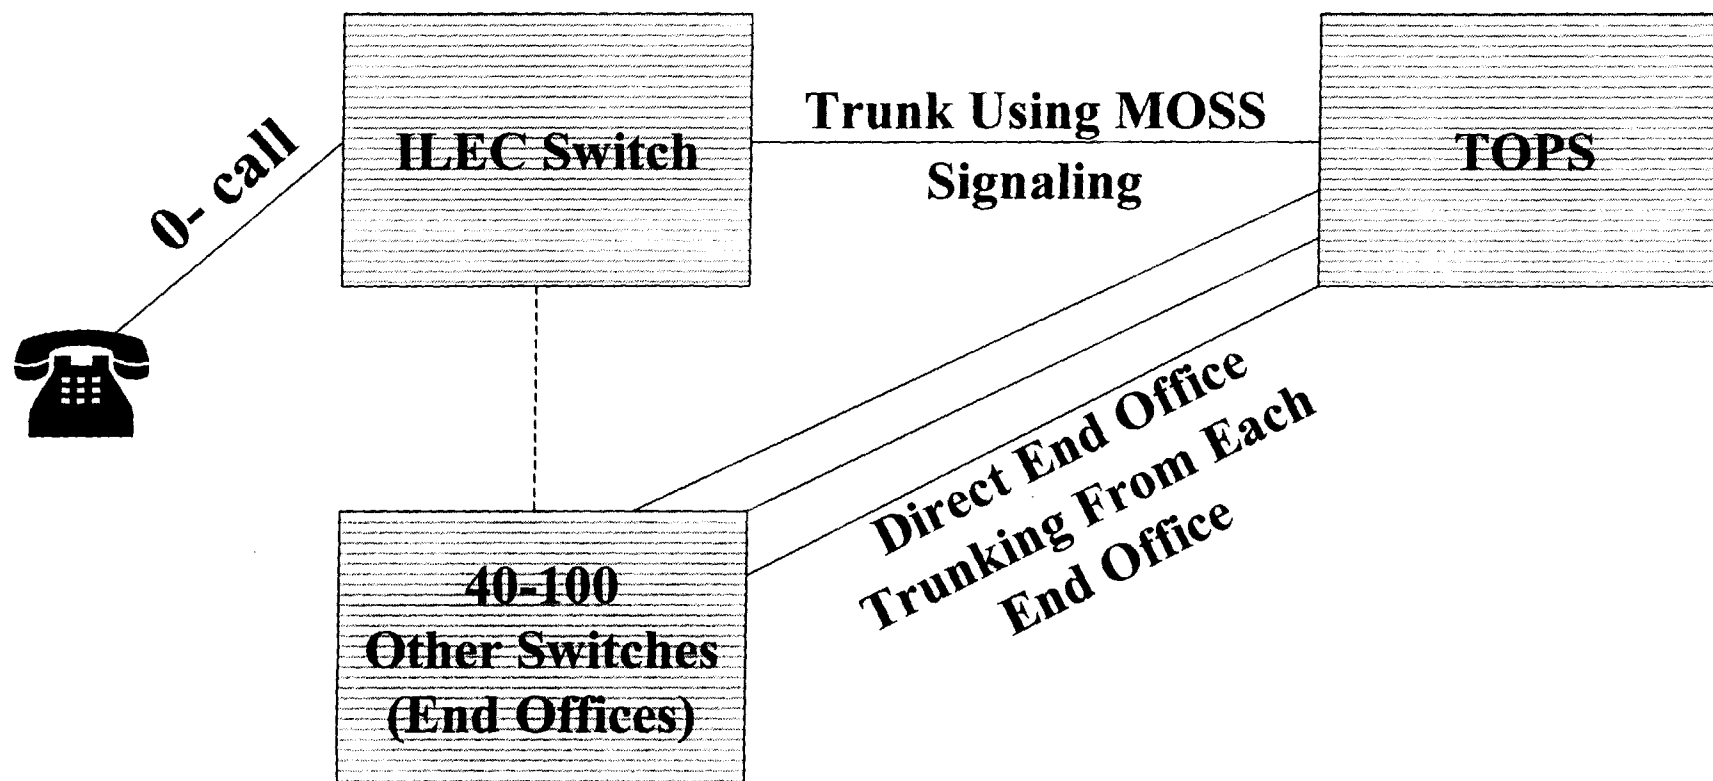 0- call
ILEC Switch
Trunk Using MOSS
Signaling
TOPS
Direct End Office
Trunking From Each
End Office
40-100
Other Switches
(End Offices)